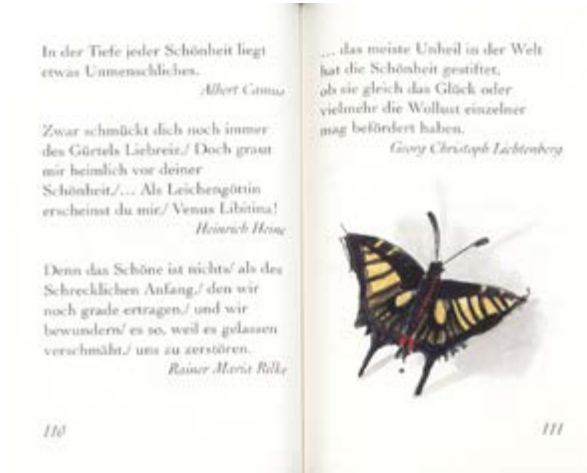 In der Tiefe jeder Schönheit liegt
etwas Unmenschliches.
Albert Camus
Zwar schmückt dich noch immer
des Gürtels Liebreiz./ Doch graut
mir heimlich vor deiner
Schönheit./... Als Leichengöttin
erscheinst du mir/ Venus Libitina!
Heinrich Heine
Denn das Schöne ist nichts/ als des
Schrecklichen Anfang,/ den wir
noch grade ertragen,/ und wir
bewundern/ es so, weil es gelassen
verschmäht,/ uns zu zerstören.
Rainer Maria Rilke
110
... das meiste Unheil in der Welt
hat die Schönheit gestiftet,
ob sie gleich das Glück oder
vielmehr die Wollust einzelner
mag befördert haben.
Georg Christoph Lichtenberg
111